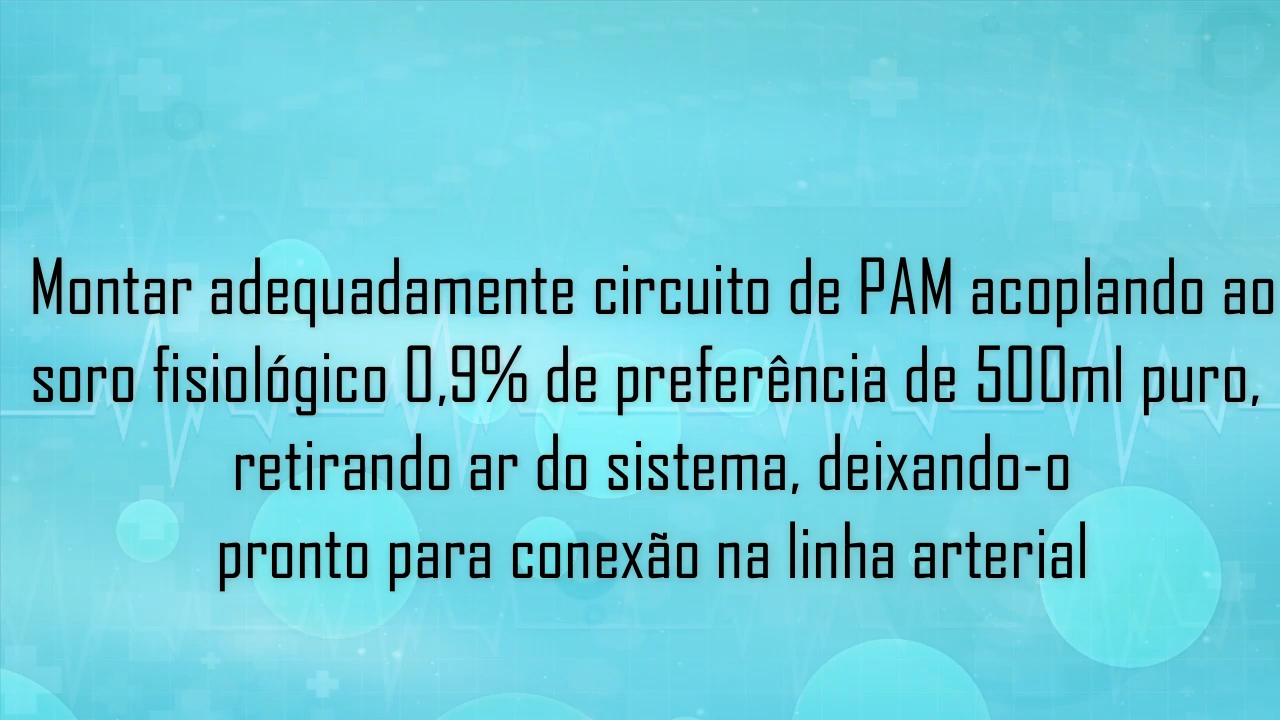 Montar adequadamente circuito de PAM acoplando ao
soro fisiológico 0,9% de preferência de 500ml puro,
retirando ar do sistema, deixando-o
pronto para conexão na linha arterial